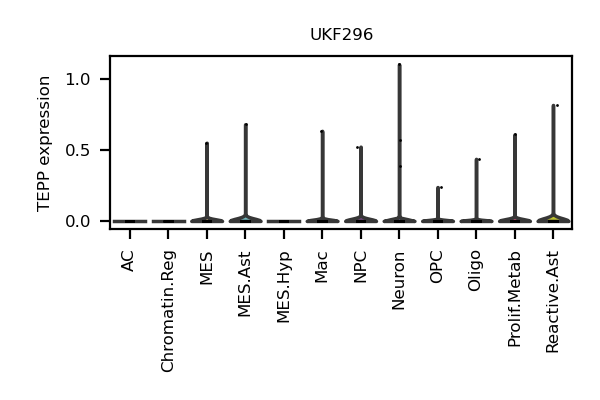 UKF296
TEPP expression
1.0
0.5
0.0
AC
Chromatin.Reg
MES
MES.Ast
MES.Hyp
Mac
NPC
Neuron
OPC
Oligo
Prolif.Metab
Reactive.Ast